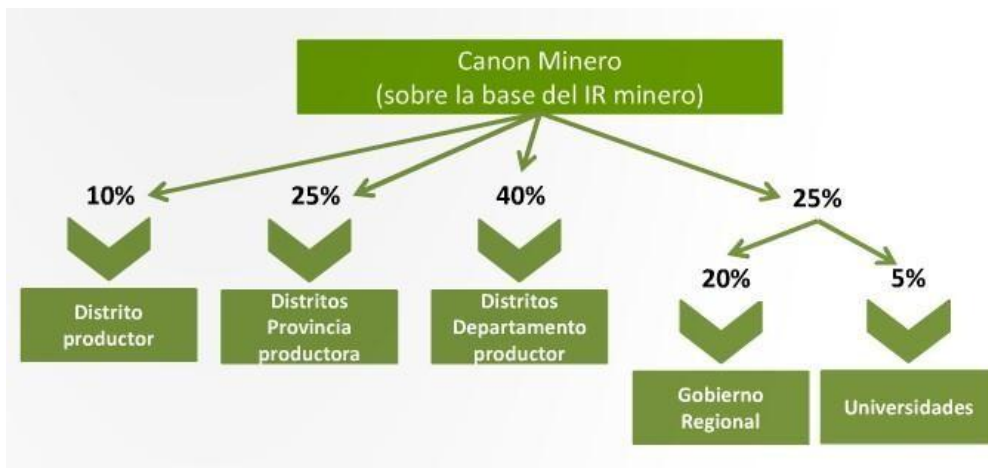 Canon Minero
(sobre la base del IR minero)
10%
25%
40%
25%
20%
5%
Distrito
productor
Distritos
Provincia
productora
Distritos
Departamento
productor
Gobierno
Regional
Universidades